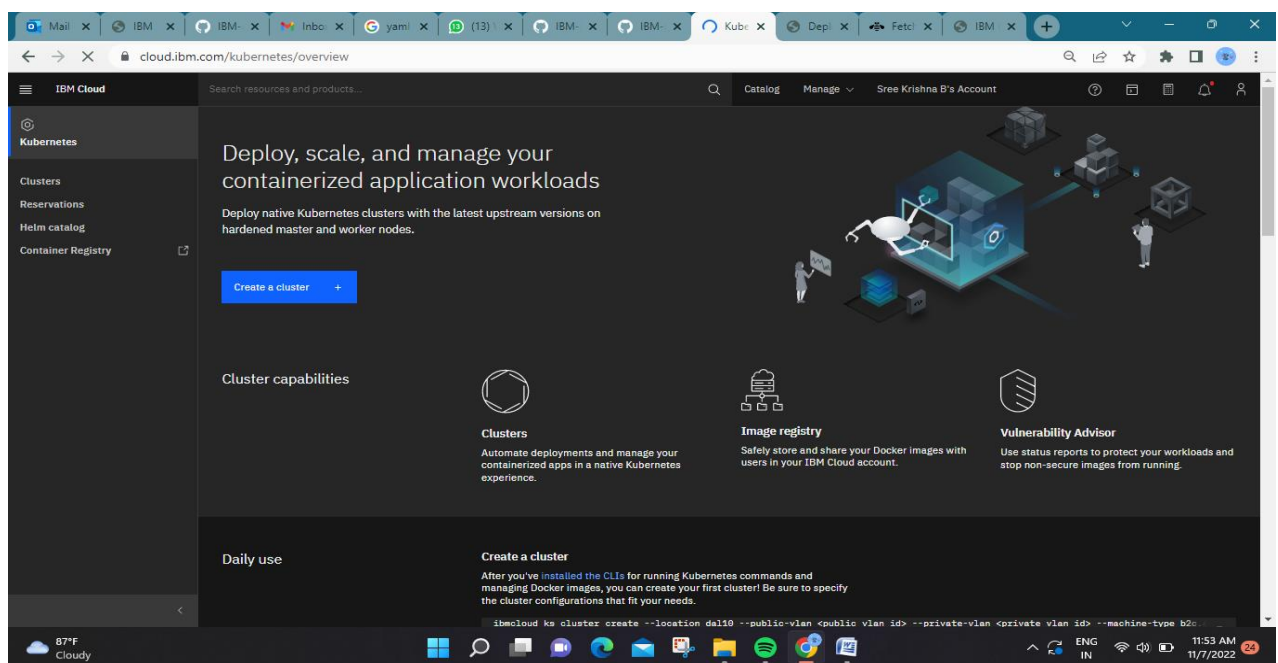 Mail
IBM
IBM-
Inbo
yaml
(13)
IBM-
IBM-
Kube
Depl
Fetcl
IBM
cloud.ibm.com/kubernetes/overview
IBM Cloud
Search resources and products...
Catalog
Manage
Sree Krishna B's Account
Kubernetes
Clusters
Reservations
Helm catalog
Container Registry
Deploy, scale, and manage your
containerized application workloads
Deploy native Kubernetes clusters with the latest upstream versions on
hardened master and worker nodes.
Create a cluster +
Cluster capabilities
Clusters
Automate deployments and manage your
containerized apps in a native Kubernetes
experience.
Image registry
Safely store and share your Docker images with
users in your IBM Cloud account.
Vulnerability Advisor
Use status reports to protect your workloads and
stop non-secure images from running.
Daily use
Create a cluster
After you've installed the CLIs for running Kubernetes commands and
managing Docker images, you can create your first cluster! Be sure to specify
the cluster configurations that fit your needs.
ibmcloud ks cluster create --location dal10 --public-vlan <public vlan id> --private-vlan <private vlan id> --machine-type b2c.
87°F
Cloudy
ENG
IN
11:53 AM
11/7/2022
24